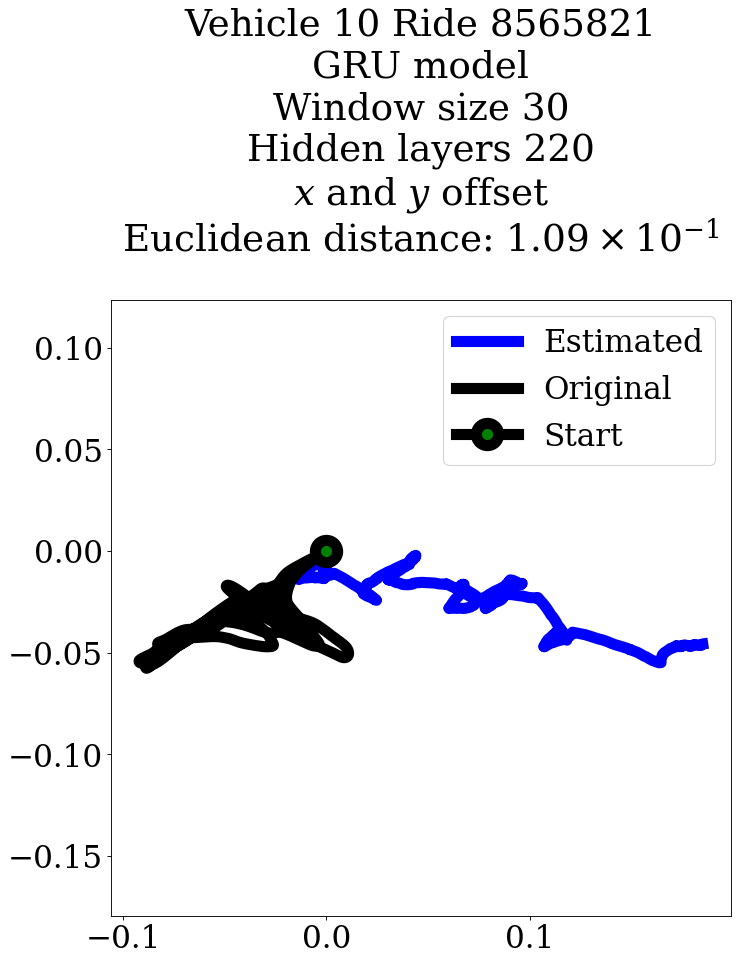 Vehicle 10 Ride 8565821
GRU model
Window size 30
Hidden layers 220
x and y offset
Euclidean distance: 1.09 × 10⁻¹
Estimated
Original
Start
0.10
0.05
0.00
−0.05
−0.10
−0.15
−0.1 0.0 0.1